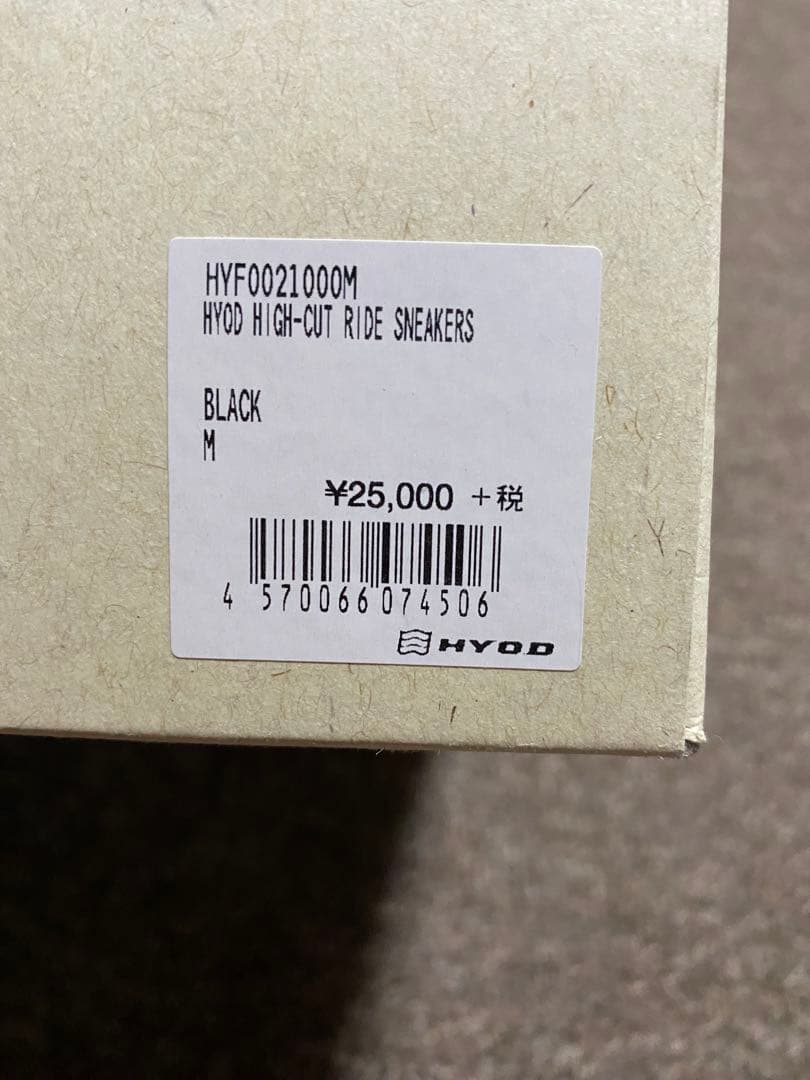 HYF0021000M
HYOD HIGH-CUT RIDE SNEAKERS
BLACK
M
¥25,000 +税
4 570066 074506
HYOD